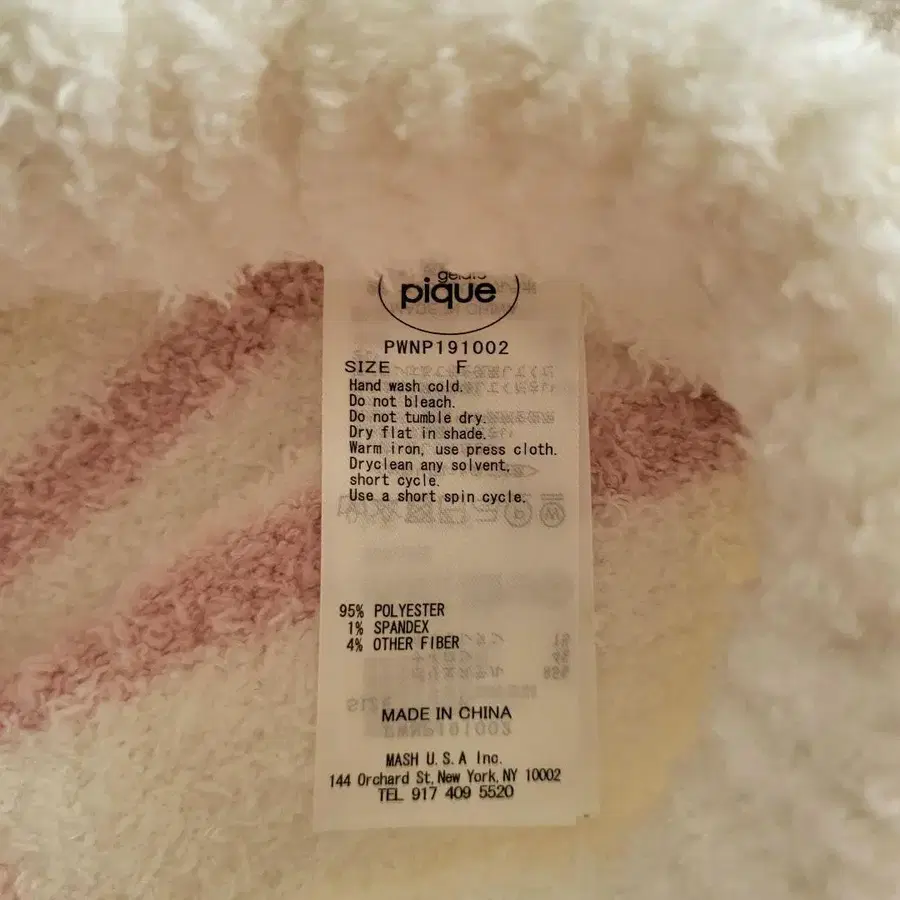 gelato
pique
PWNP191002
SIZE F
Hand wash cold.
Do not bleach.
Do not tumble dry.
Dry flat in shade.
Warm iron, use press cloth.
Dryclean any solvent,
short cycle.
Use a short spin cycle.
95% POLYESTER
1% SPANDEX
4% OTHER FIBER
MADE IN CHINA
MASH U.S.A Inc.
144 Orchard St, New York, NY 10002
TEL 917 409 5520